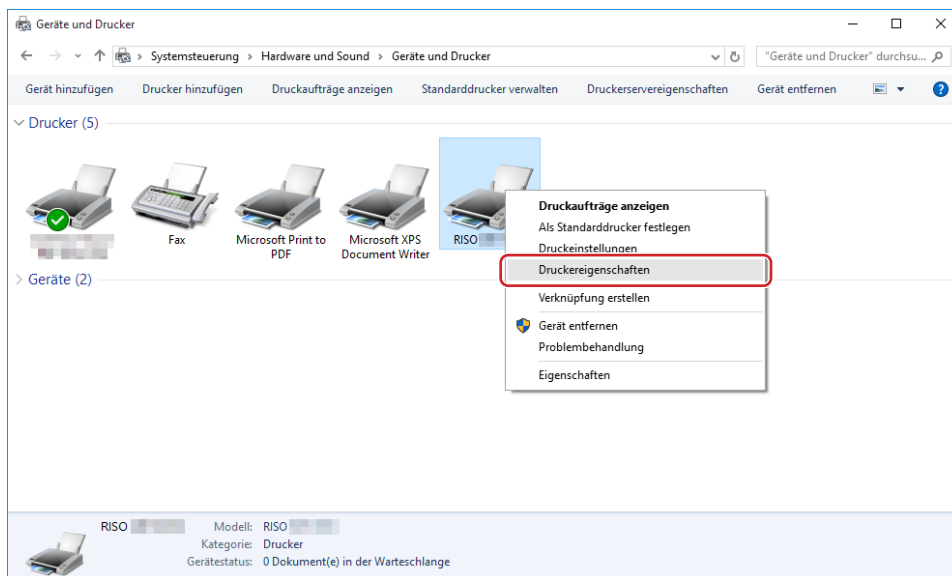 Geräte und Drucker
Systemsteuerung > Hardware und Sound > Geräte und Drucker
"Geräte und Drucker" durchsu...
Gerät hinzufügen Drucker hinzufügen Druckaufträge anzeigen Standarddrucker verwalten Druckerservereigenschaften Gerät entfernen
Drucker (5)
Fax
Microsoft Print to
PDF
Microsoft XPS
Document Writer
RISO
Druckaufträge anzeigen
Als Standarddrucker festlegen
Druckeinstellungen
Druckereigenschaften
Verknüpfung erstellen
Gerät entfernen
Problembehandlung
Eigenschaften
Geräte (2)
RISO Modell: RISO
Kategorie: Drucker
Gerätestatus: 0 Dokument(e) in der Warteschlange